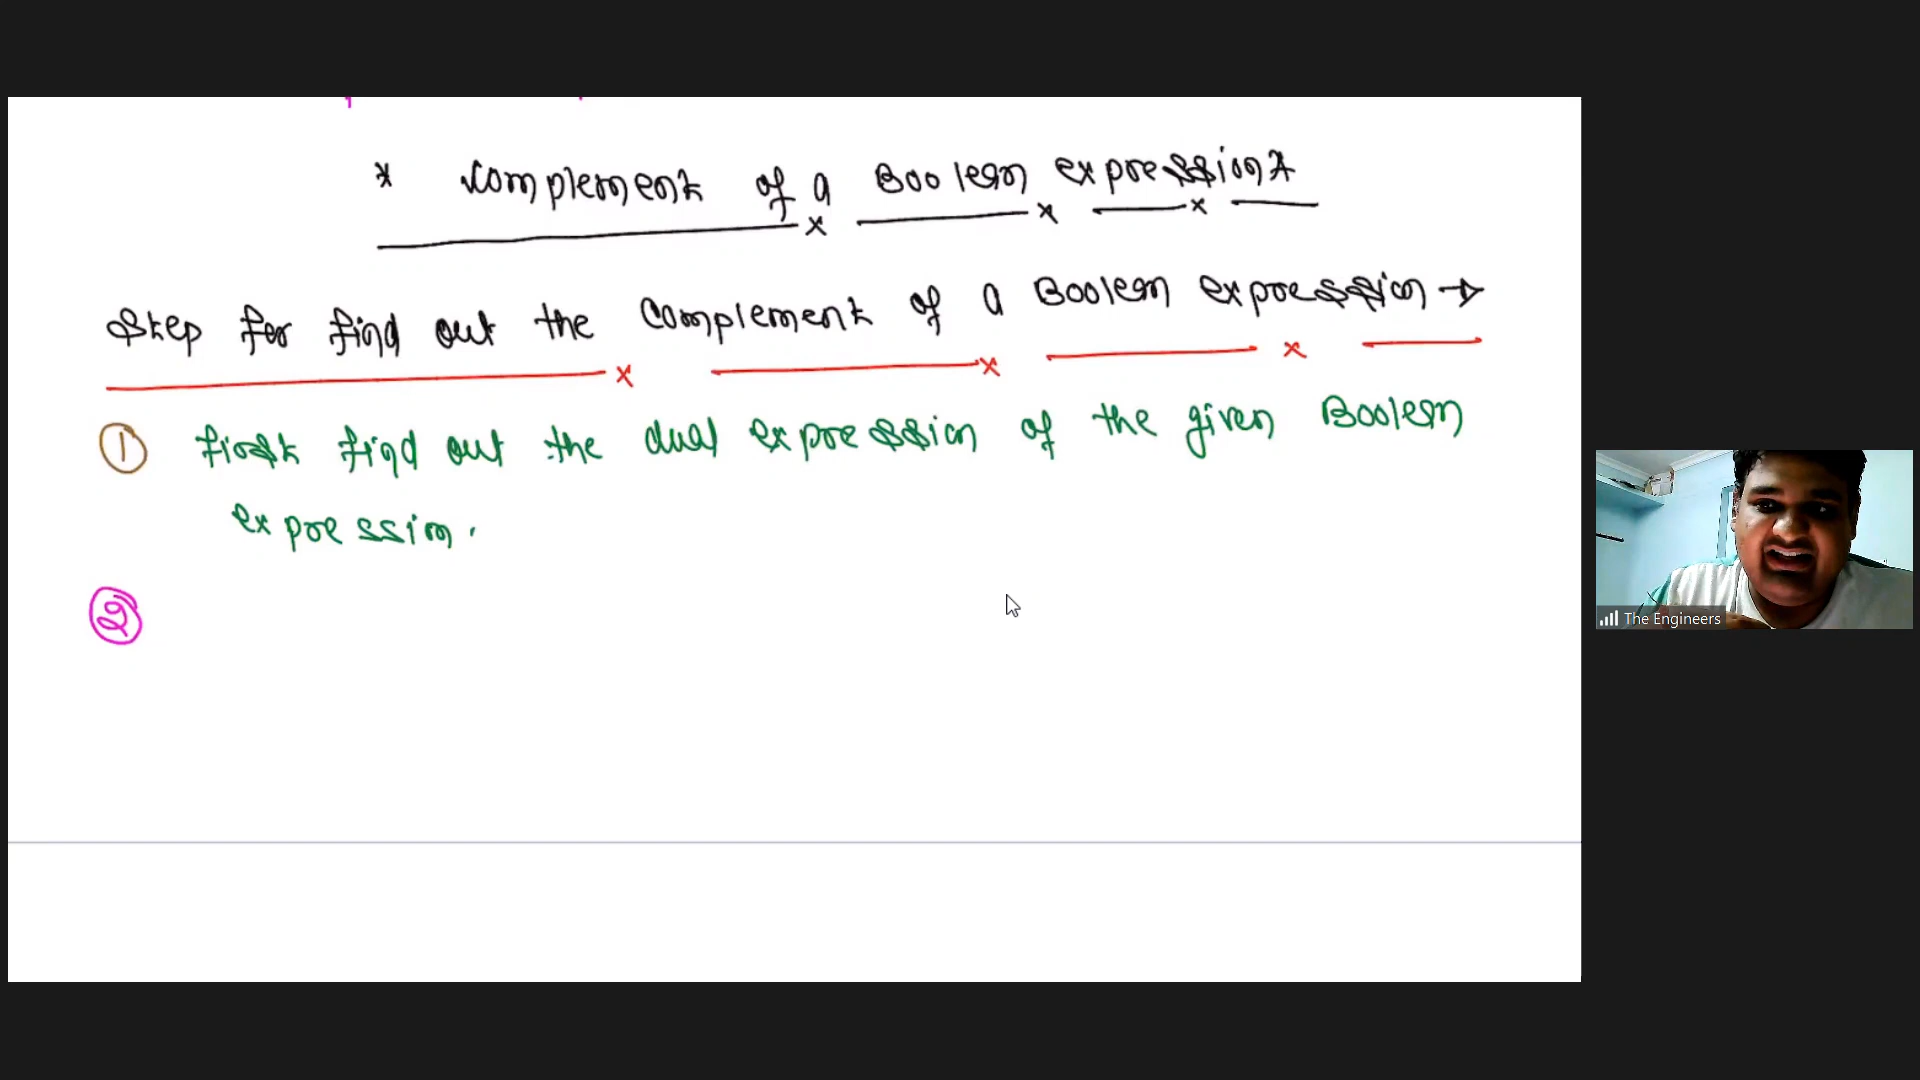 * Complement of a Boolean expression *
Step for find out the Complement of a Boolean expression →
① first find out the dual expression of the given Boolean
expression.
②
The Engineers